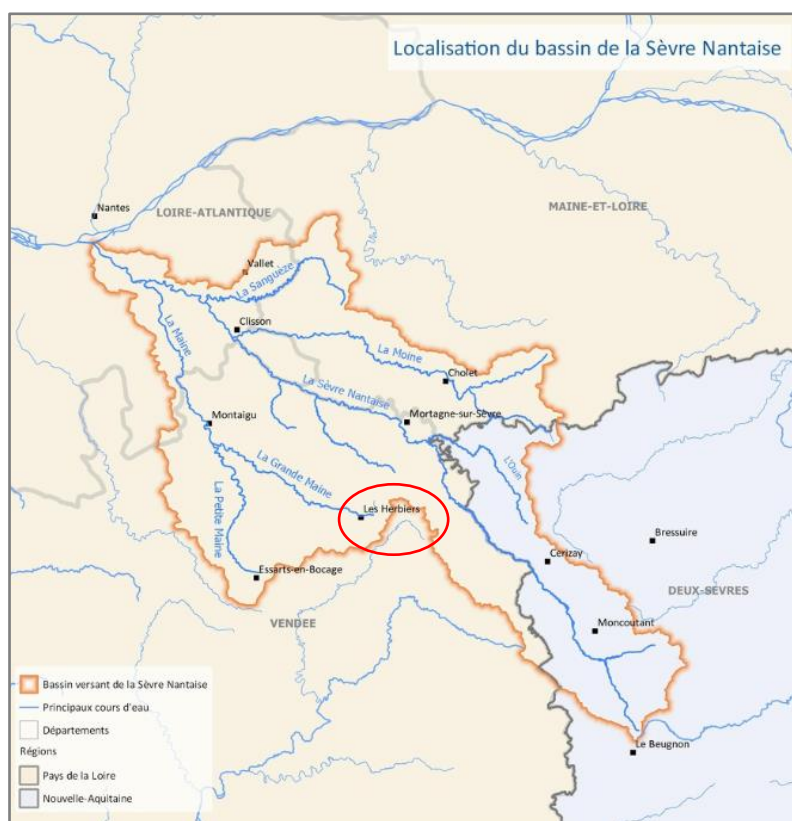 Localisation du bassin de la Sèvre Nantaise
Nantes
LOIRE-ATLANTIQUE
MAINE-ET-LOIRE
Vallet
La Sanguèze
Clisson
La Maine
La Moine
Cholet
La Sèvre Nantaise
Mortagne-sur-Sèvre
Montaigu
L'Ouin
La Grande Maine
La Petite Maine
Les Herbiers
Bressuire
Cerizay
Essarts-en-Bocage
DEUX-SÈVRES
VENDEE
Moncoutant
Le Beugnon
Bassin versant de la Sèvre Nantaise
Principaux cours d'eau
Départements
Régions
Pays de la Loire
Nouvelle-Aquitaine